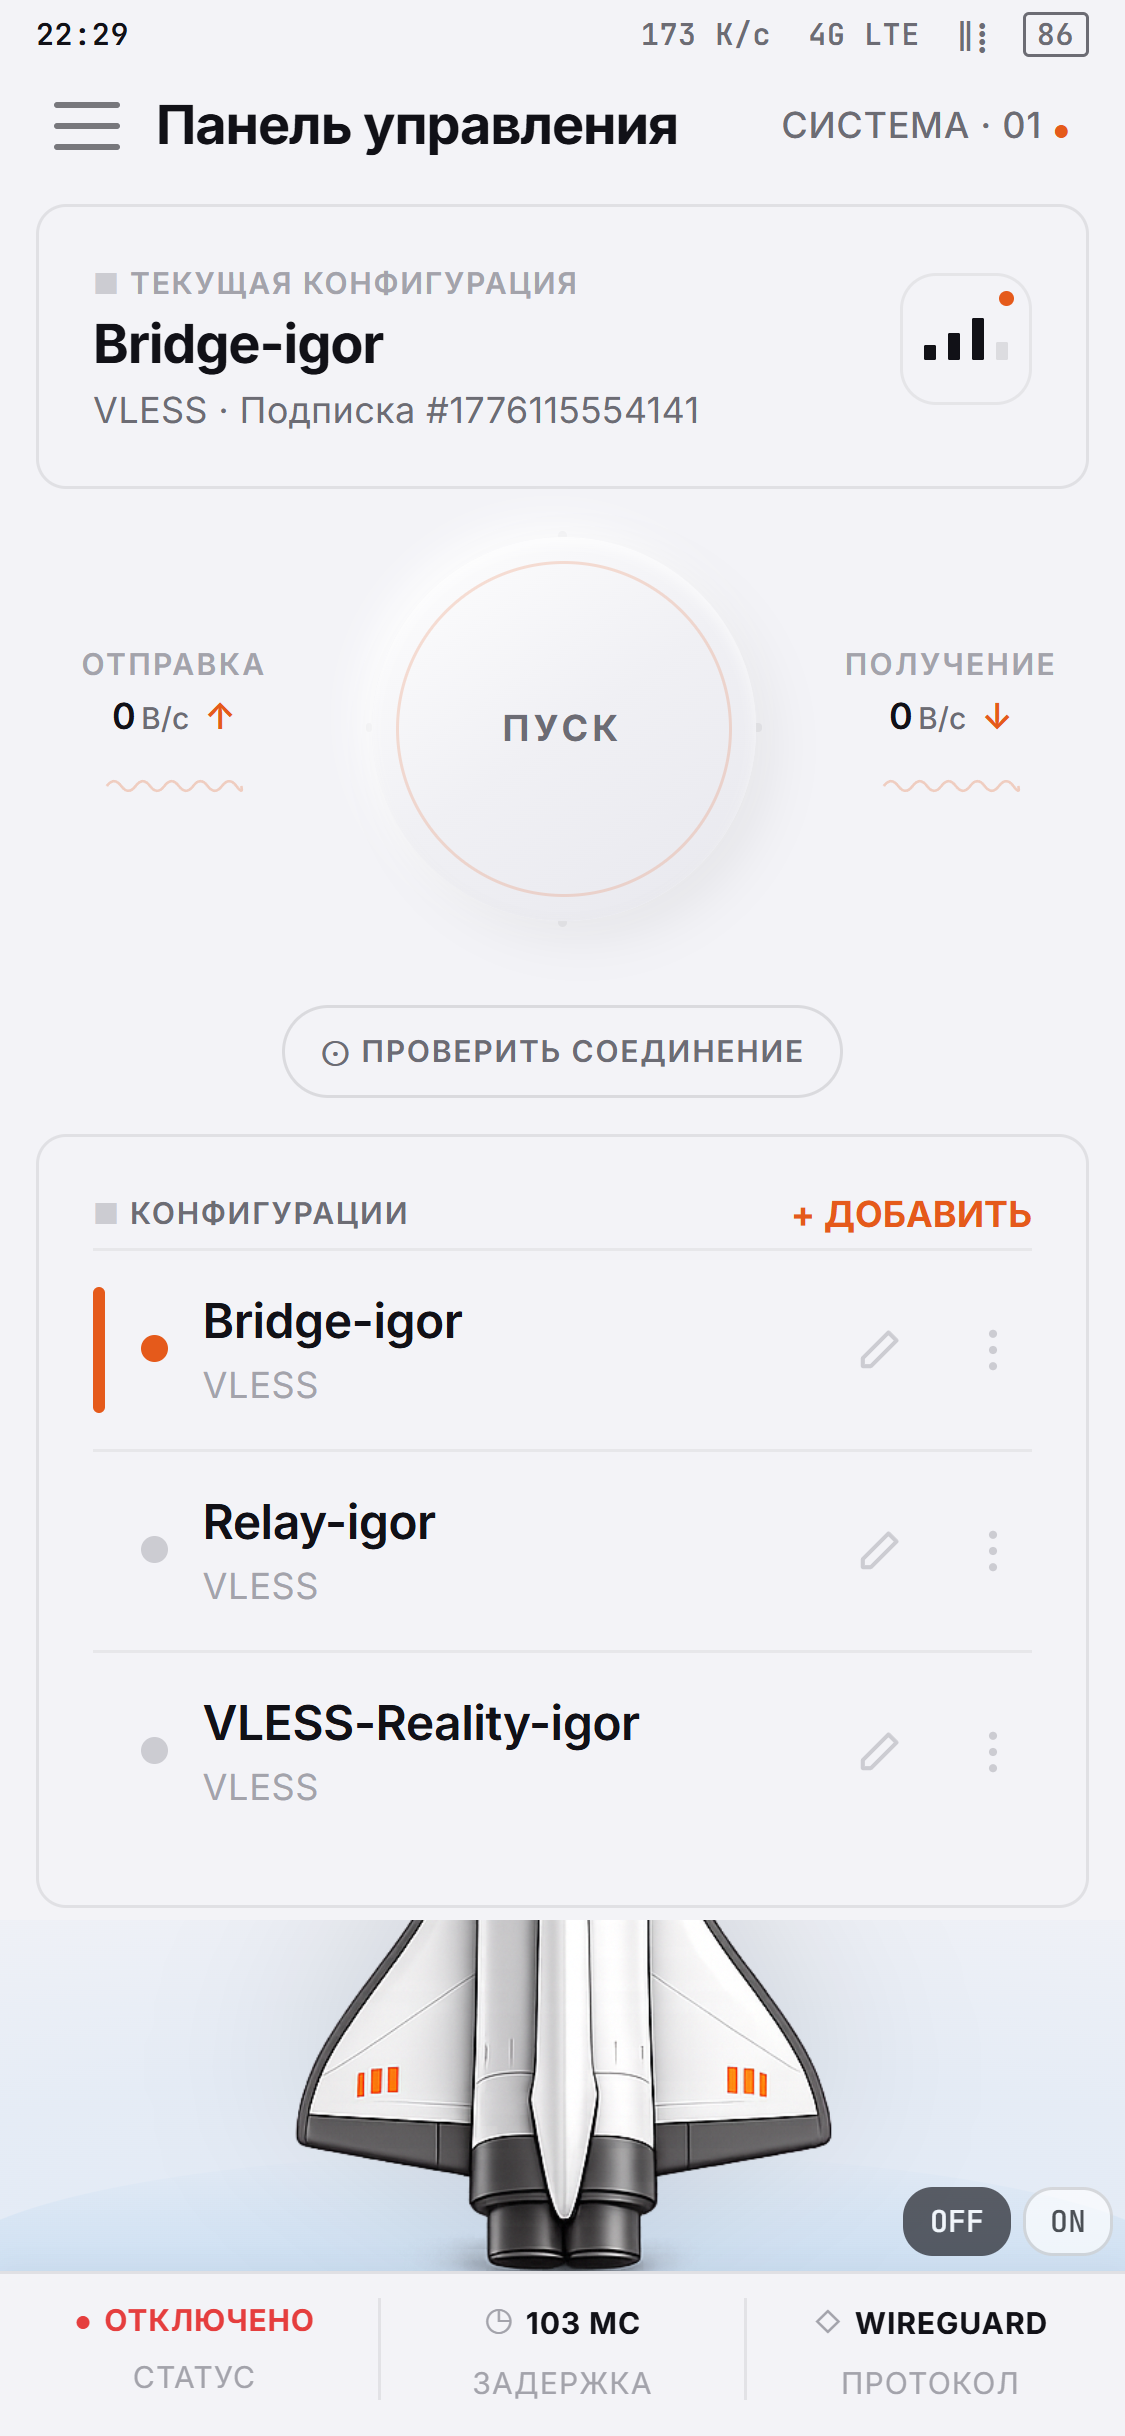 22:29 173 K/c 4G LTE 86
Панель управления СИСТЕМА · 01
ТЕКУЩАЯ КОНФИГУРАЦИЯ
Bridge-igor
VLESS · Подписка #1776115554141
ОТПРАВКА
0 B/c ↑
ПУСК
ПОЛУЧЕНИЕ
0 B/c ↓
ПРОВЕРИТЬ СОЕДИНЕНИЕ
КОНФИГУРАЦИИ + ДОБАВИТЬ
Bridge-igor
VLESS
Relay-igor
VLESS
VLESS-Reality-igor
VLESS
OFF ON
ОТКЛЮЧЕНО 103 МС WIREGUARD
СТАТУС ЗАДЕРЖКА ПРОТОКОЛ